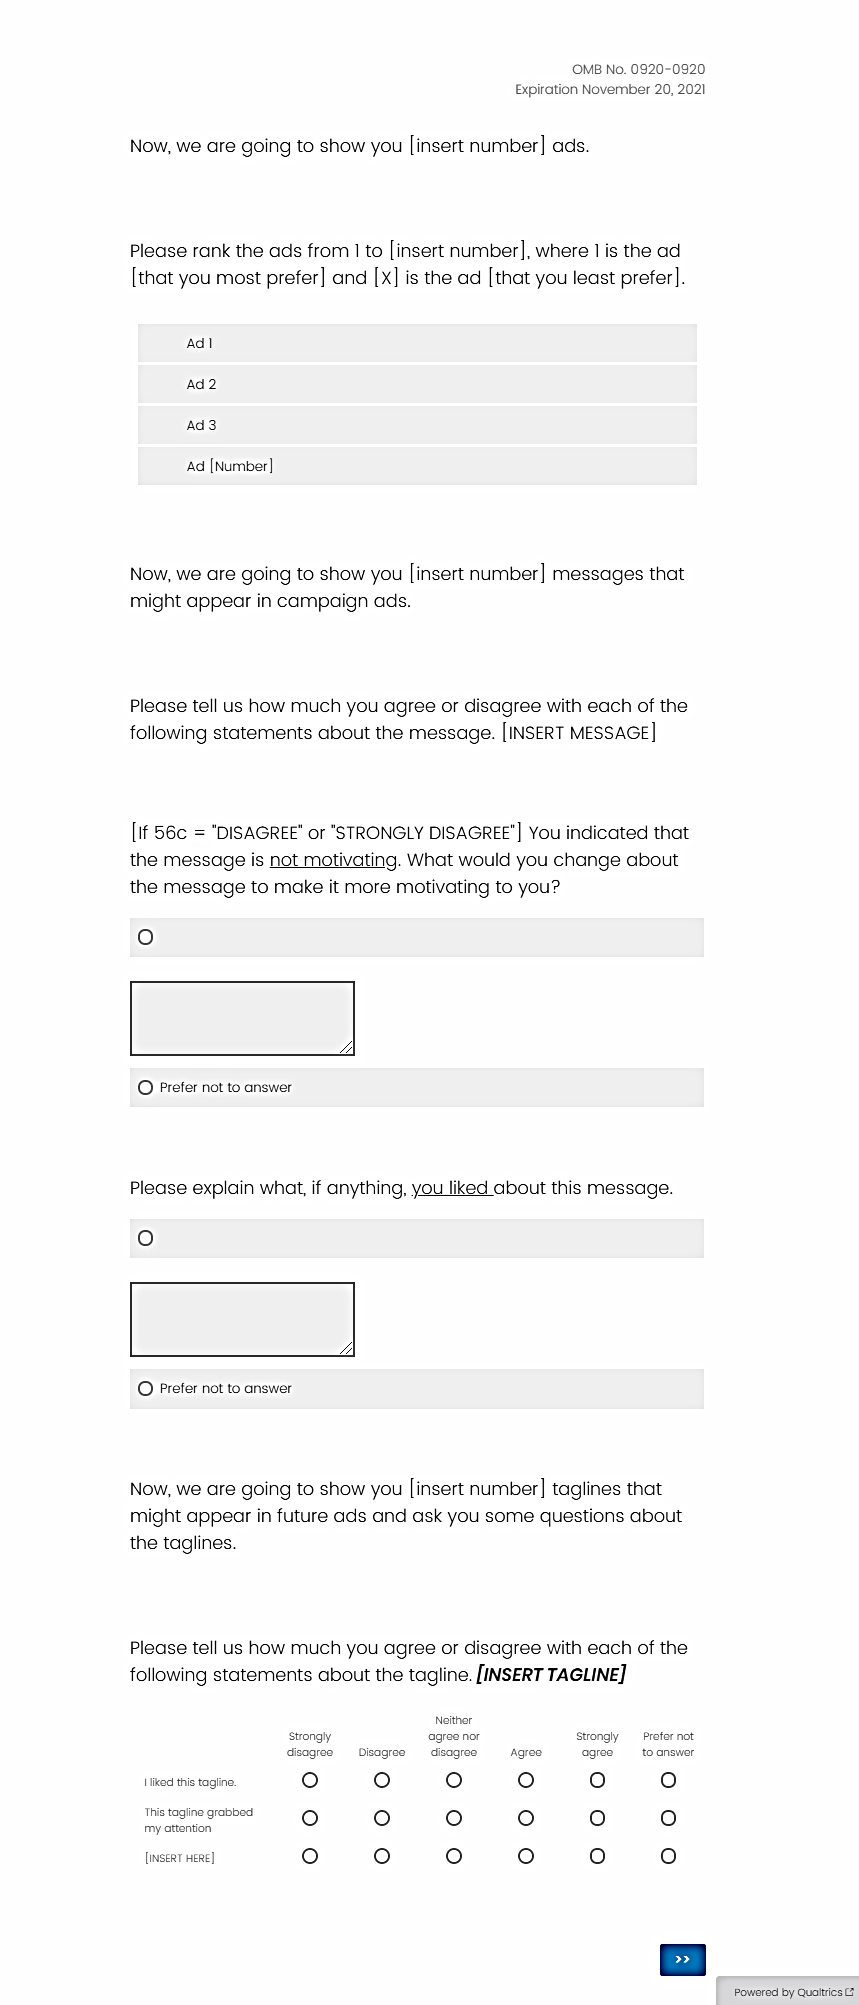 OMB No. 0920-0920
Expiration November 20, 2021
Now, we are going to show you [insert number] ads.
Please rank the ads from 1 to [insert number], where 1 is the ad
[that you most prefer] and [X] is the ad [that you least prefer].
Ad 1
Ad 2
Ad 3
Ad [Number]
Now, we are going to show you [insert number] messages that
might appear in campaign ads.
Please tell us how much you agree or disagree with each of the
following statements about the message. [INSERT MESSAGE]
[If 56c = "DISAGREE" or "STRONGLY DISAGREE"] You indicated that
the message is not motivating. What would you change about
the message to make it more motivating to you?
Prefer not to answer
Please explain what, if anything, you liked about this message.
Prefer not to answer
Now, we are going to show you [insert number] taglines that
might appear in future ads and ask you some questions about
the taglines.
Please tell us how much you agree or disagree with each of the
following statements about the tagline. [INSERT TAGLINE]
Neither
Strongly agree nor Strongly Prefer not
disagree Disagree disagree Agree agree to answer
I liked this tagline.
This tagline grabbed
my attention
[INSERT HERE]
>>
Powered by Qualtrics